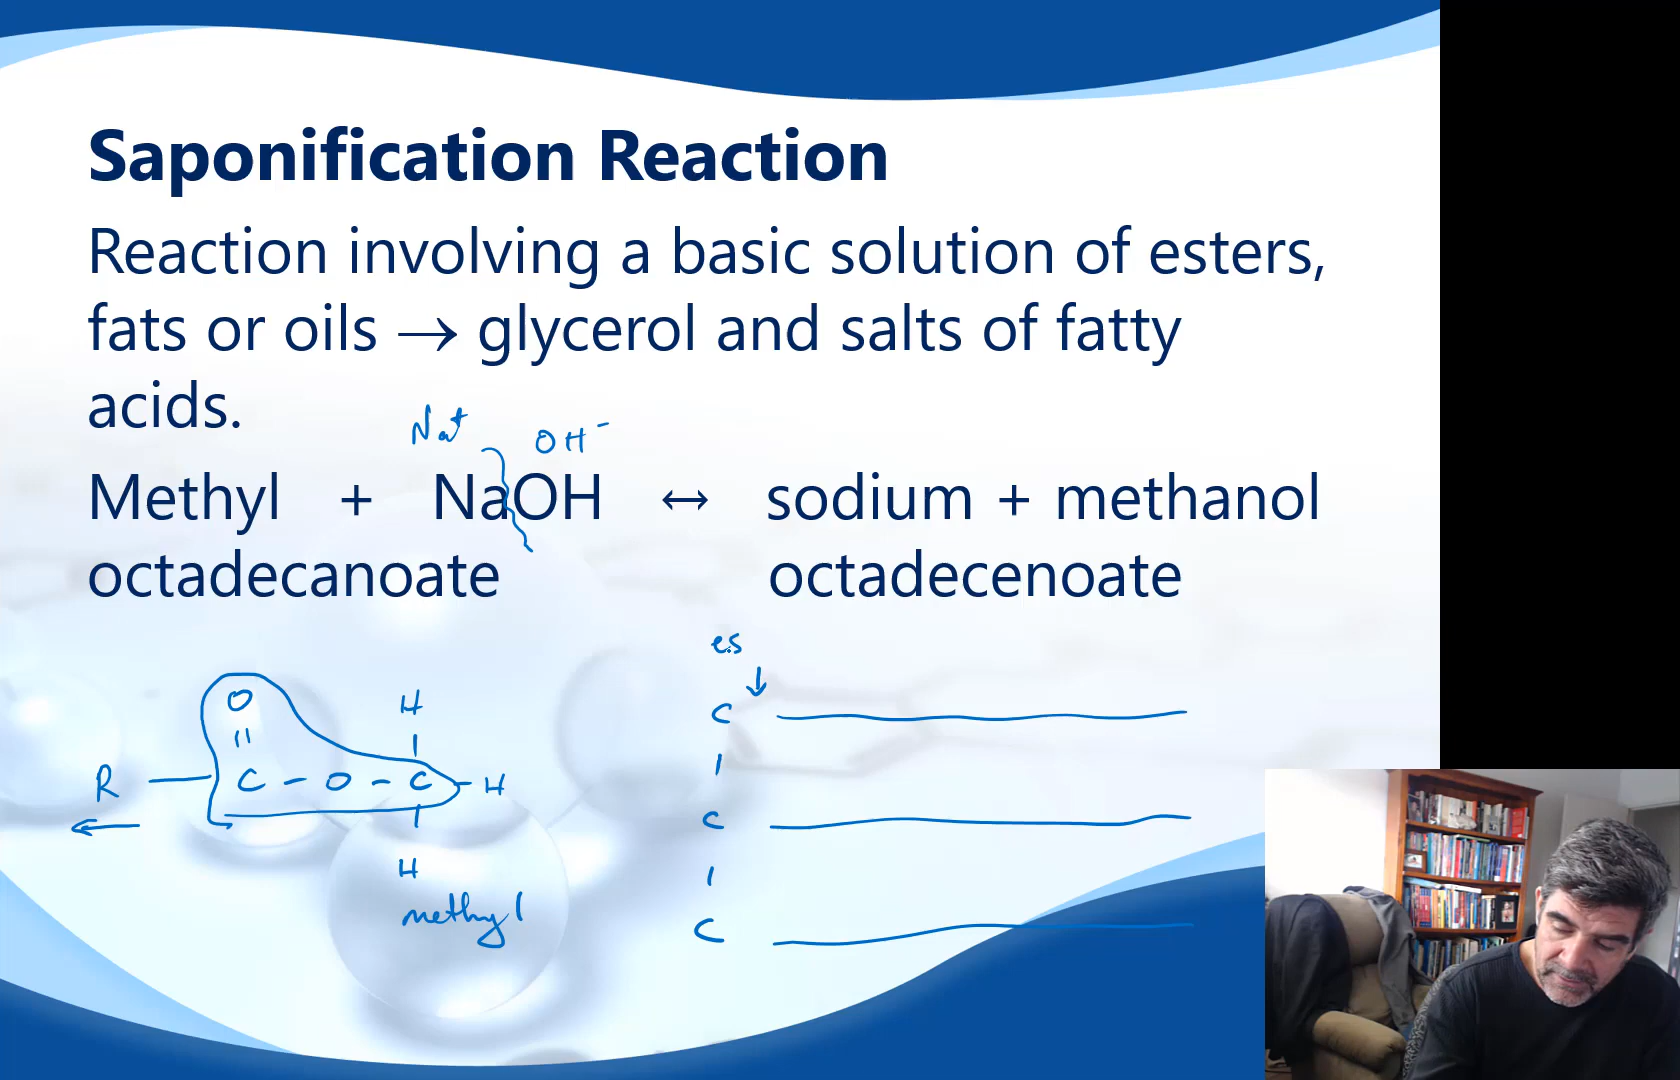 Saponification Reaction
Reaction involving a basic solution of esters,
fats or oils → glycerol and salts of fatty
acids.
Na+ OH-
Methyl + NaOH ↔ sodium + methanol
octadecanoate octadecenoate
es
O H C
|| | |
R — C - O - C - H
| C
H |
methyl C